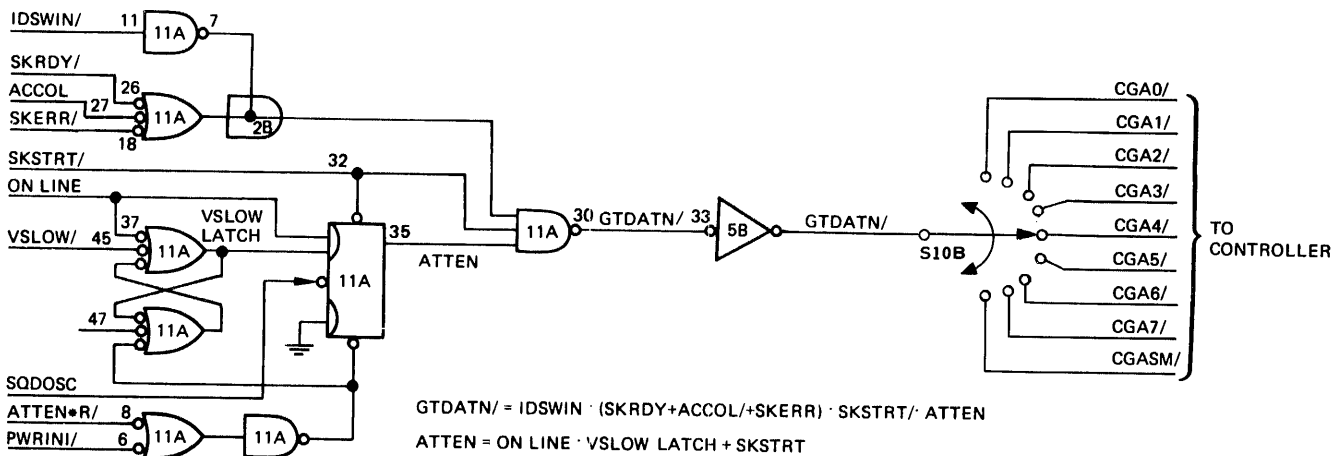 IDSWIN/ 11 11A 7
SKRDY/ 26
ACCOL 27 11A 2B
SKERR/ 18
SKSTRT/ 32
ON LINE
37
VSLOW/ 45 11A VSLOW
LATCH
35
ATTEN
11A
11A 30 GTDATN/ 33 5B GTDATN/
S10B
47 11A
SQDOSC
ATTEN*R/ 8 11A 11A
PWRINI/ 6
CGA0/
CGA1/
CGA2/
CGA3/
CGA4/
CGA5/
CGA6/
CGA7/
CGASM/
TO
CONTROLLER
GTDATN/ = IDSWIN · (SKRDY+ACCOL/+SKERR) · SKSTRT/· ATTEN
ATTEN = ON LINE · VSLOW LATCH + SKSTRT